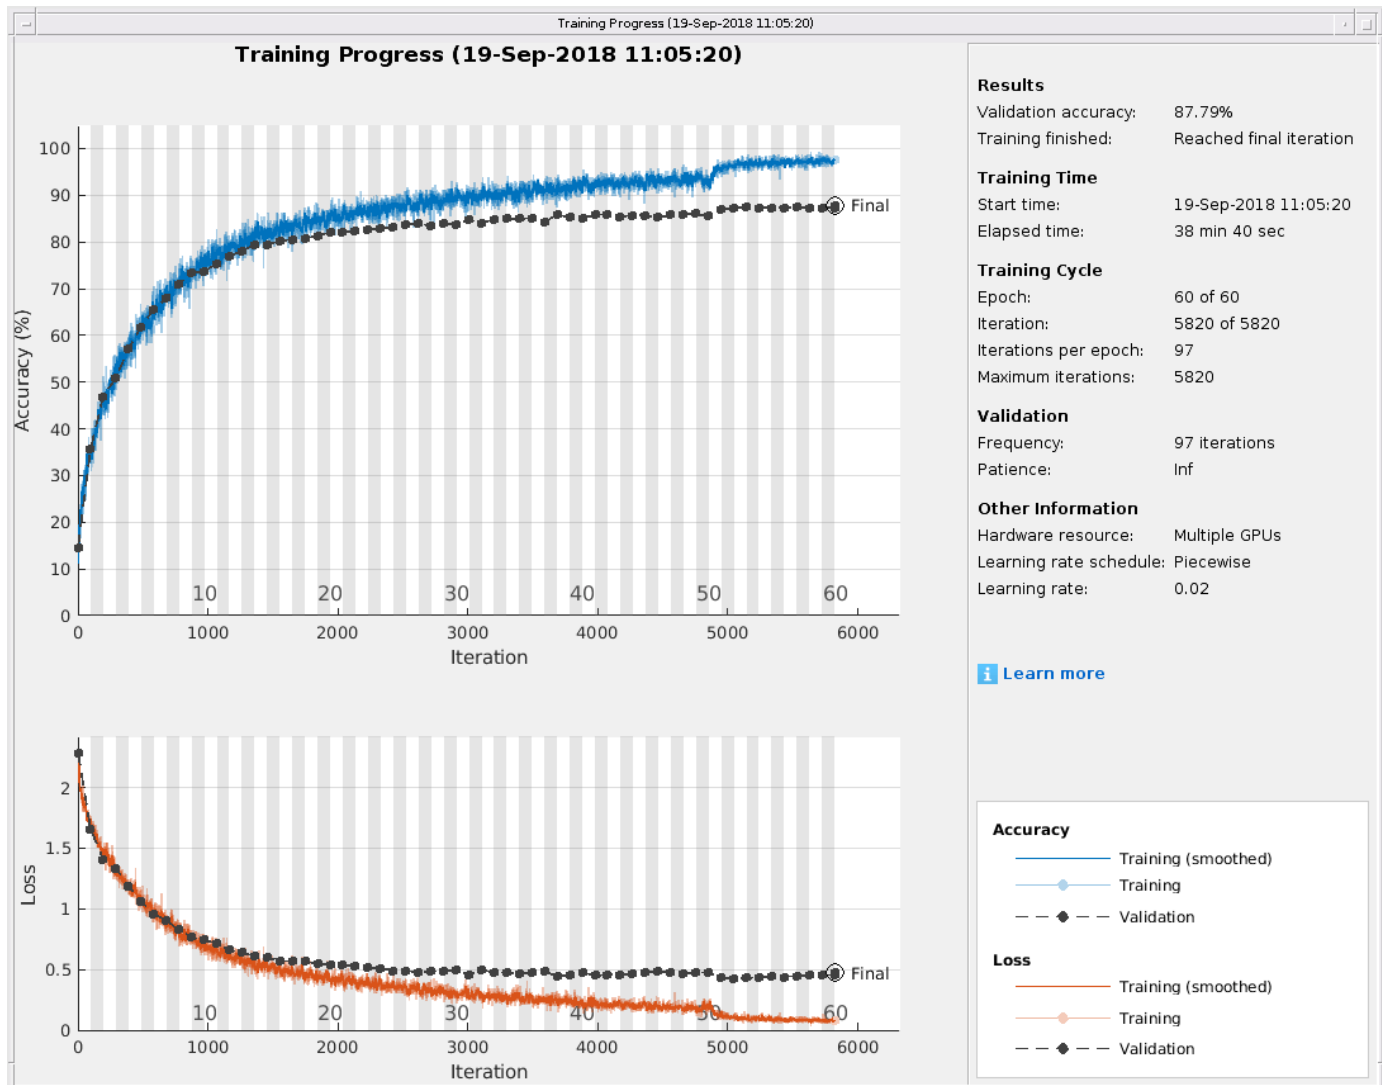 Training Progress (19-Sep-2018 11:05:20)
Training Progress (19-Sep-2018 11:05:20)
Accuracy (%)
100
90
80
70
60
50
40
30
20
10
0
Final
10 20 30 40 50 60
0 1000 2000 3000 4000 5000 6000
Iteration
Loss
2
1.5
1
0.5
0
Final
10 20 30 40 50 60
0 1000 2000 3000 4000 5000 6000
Iteration
Results
Validation accuracy: 87.79%
Training finished: Reached final iteration
Training Time
Start time: 19-Sep-2018 11:05:20
Elapsed time: 38 min 40 sec
Training Cycle
Epoch: 60 of 60
Iteration: 5820 of 5820
Iterations per epoch: 97
Maximum iterations: 5820
Validation
Frequency: 97 iterations
Patience: Inf
Other Information
Hardware resource: Multiple GPUs
Learning rate schedule: Piecewise
Learning rate: 0.02
i Learn more
Accuracy
Training (smoothed)
Training
Validation
Loss
Training (smoothed)
Training
Validation